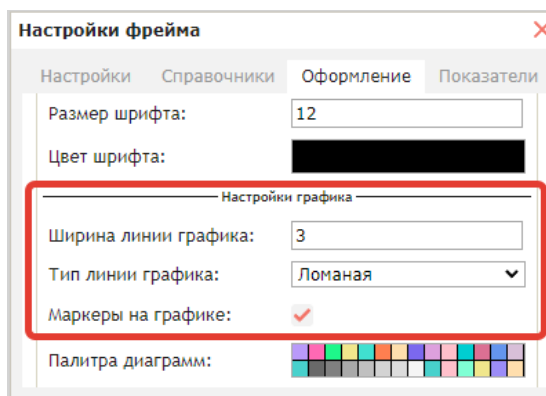 Настройки фрейма
Настройки Справочники Оформление Показатели
Размер шрифта: 12
Цвет шрифта:
Настройки графика
Ширина линии графика: 3
Тип линии графика: Ломаная
Маркеры на графике:
Палитра диаграмм: